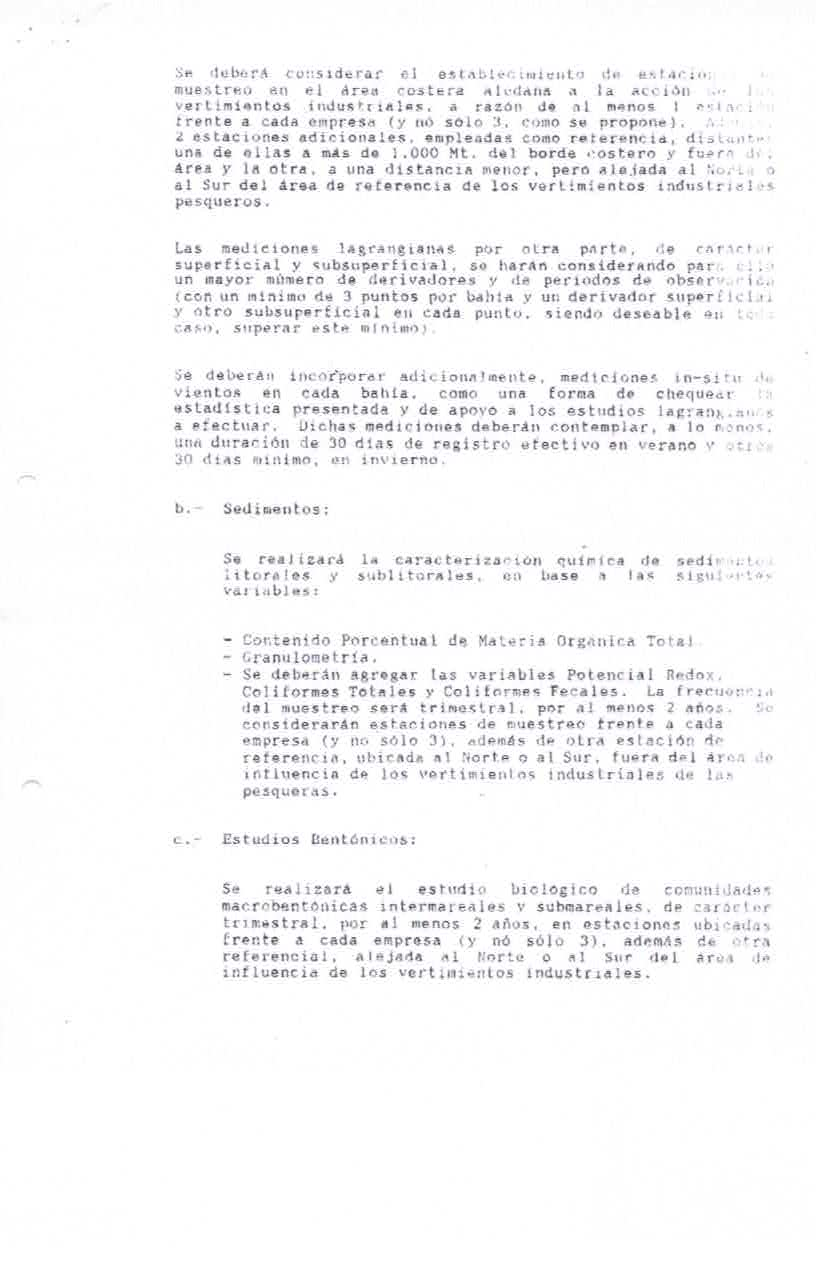 Se deberá considerar el establecimiento de
muestreo en el área costera aledaña a la acción
vertimientos industriales, a razón de al menos 1 estación
frente a cada empresa (y nó sólo 3, como se propone).
2 estaciones adicionales, empleadas como referencia, distante
una de ellas a más de 1.000 Mt. del borde costero y fuera del
área y la otra, a una distancia menor, pero alejada al Norte o
al Sur del área de referencia de los vertimientos industriales
pesqueros.
Las mediciones lagrangianas por otra parte, de carácter
superficial y subsuperficial, se harán considerando para ello
un mayor múmero de derivadores y de periodos de observación
(con un mínimo de 3 puntos por bahía y un derivador superficial
y otro subsuperficial en cada punto, siendo deseable en todo
caso, superar este mínimo).
Se deberán incorporar adicionalmente, mediciones in-situ de
vientos en cada bahía, como una forma de chequear la
estadística presentada y de apoyo a los estudios lagrangianos
a efectuar. Dichas mediciones deberán contemplar, a lo menos,
una duración de 30 días de registro efectivo en verano y otros
30 días mínimo, en invierno.
b.- Sedimentos:
Se realizará la caracterización química de sedimentos
litorales y sublitorales, en base a las siguientes
variables:
- Contenido Porcentual de Materia Orgánica Total.
- Granulometría.
- Se deberán agregar las variables Potencial Redox,
Coliformes Totales y Coliformes Fecales. La frecuencia
del muestreo será trimestral, por al menos 2 años. Se
considerarán estaciones de muestreo frente a cada
empresa (y no sólo 3), además de otra estación de
referencia, ubicada al Norte o al Sur, fuera del área de
influencia de los vertimientos industriales de las
pesqueras.
c.- Estudios Bentónicos:
Se realizará el estudio biológico de comunidades
macrobentónicas intermareales y submareales, de carácter
trimestral, por al menos 2 años, en estaciones ubicadas
frente a cada empresa (y nó sólo 3), además de otra
referencial, alejada al Norte o al Sur del área de
influencia de los vertimientos industriales.